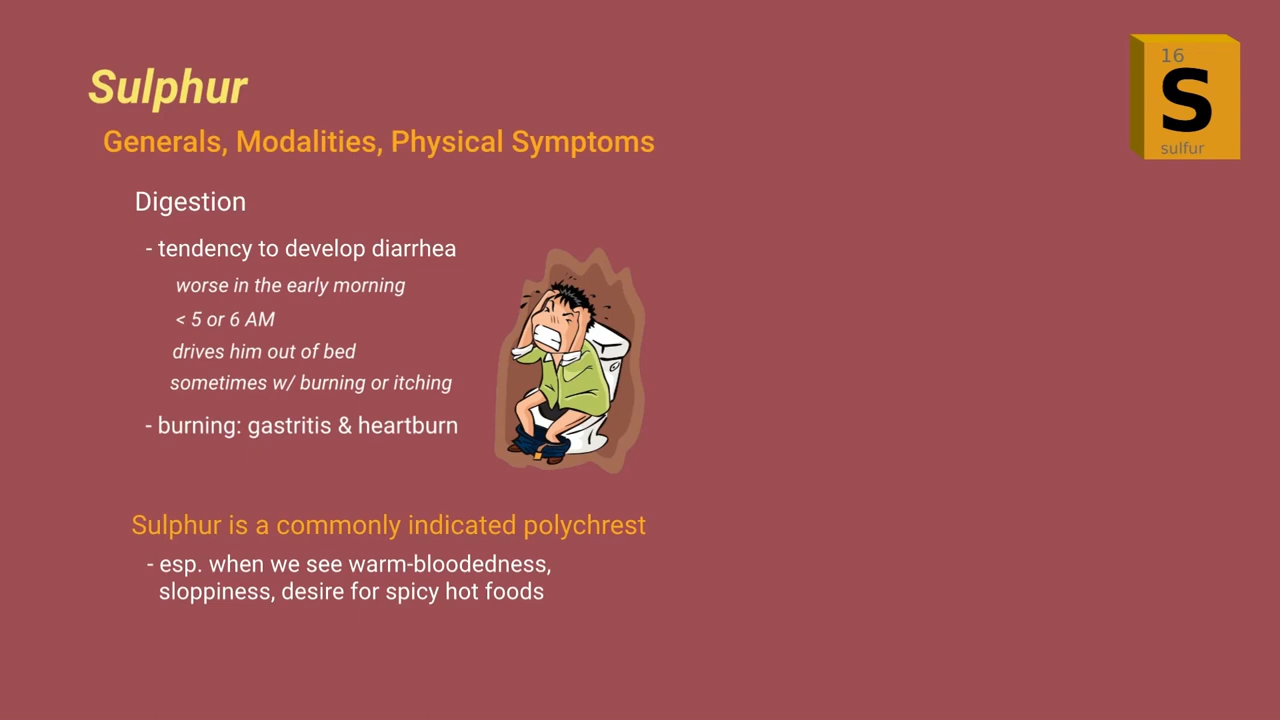 Sulphur
Generals, Modalities, Physical Symptoms
Digestion
- tendency to develop diarrhea
worse in the early morning
< 5 or 6 AM
drives him out of bed
sometimes w/ burning or itching
- burning: gastritis & heartburn
Sulphur is a commonly indicated polychrest
- esp. when we see warm-bloodedness,
sloppiness, desire for spicy hot foods
16
S
sulfur